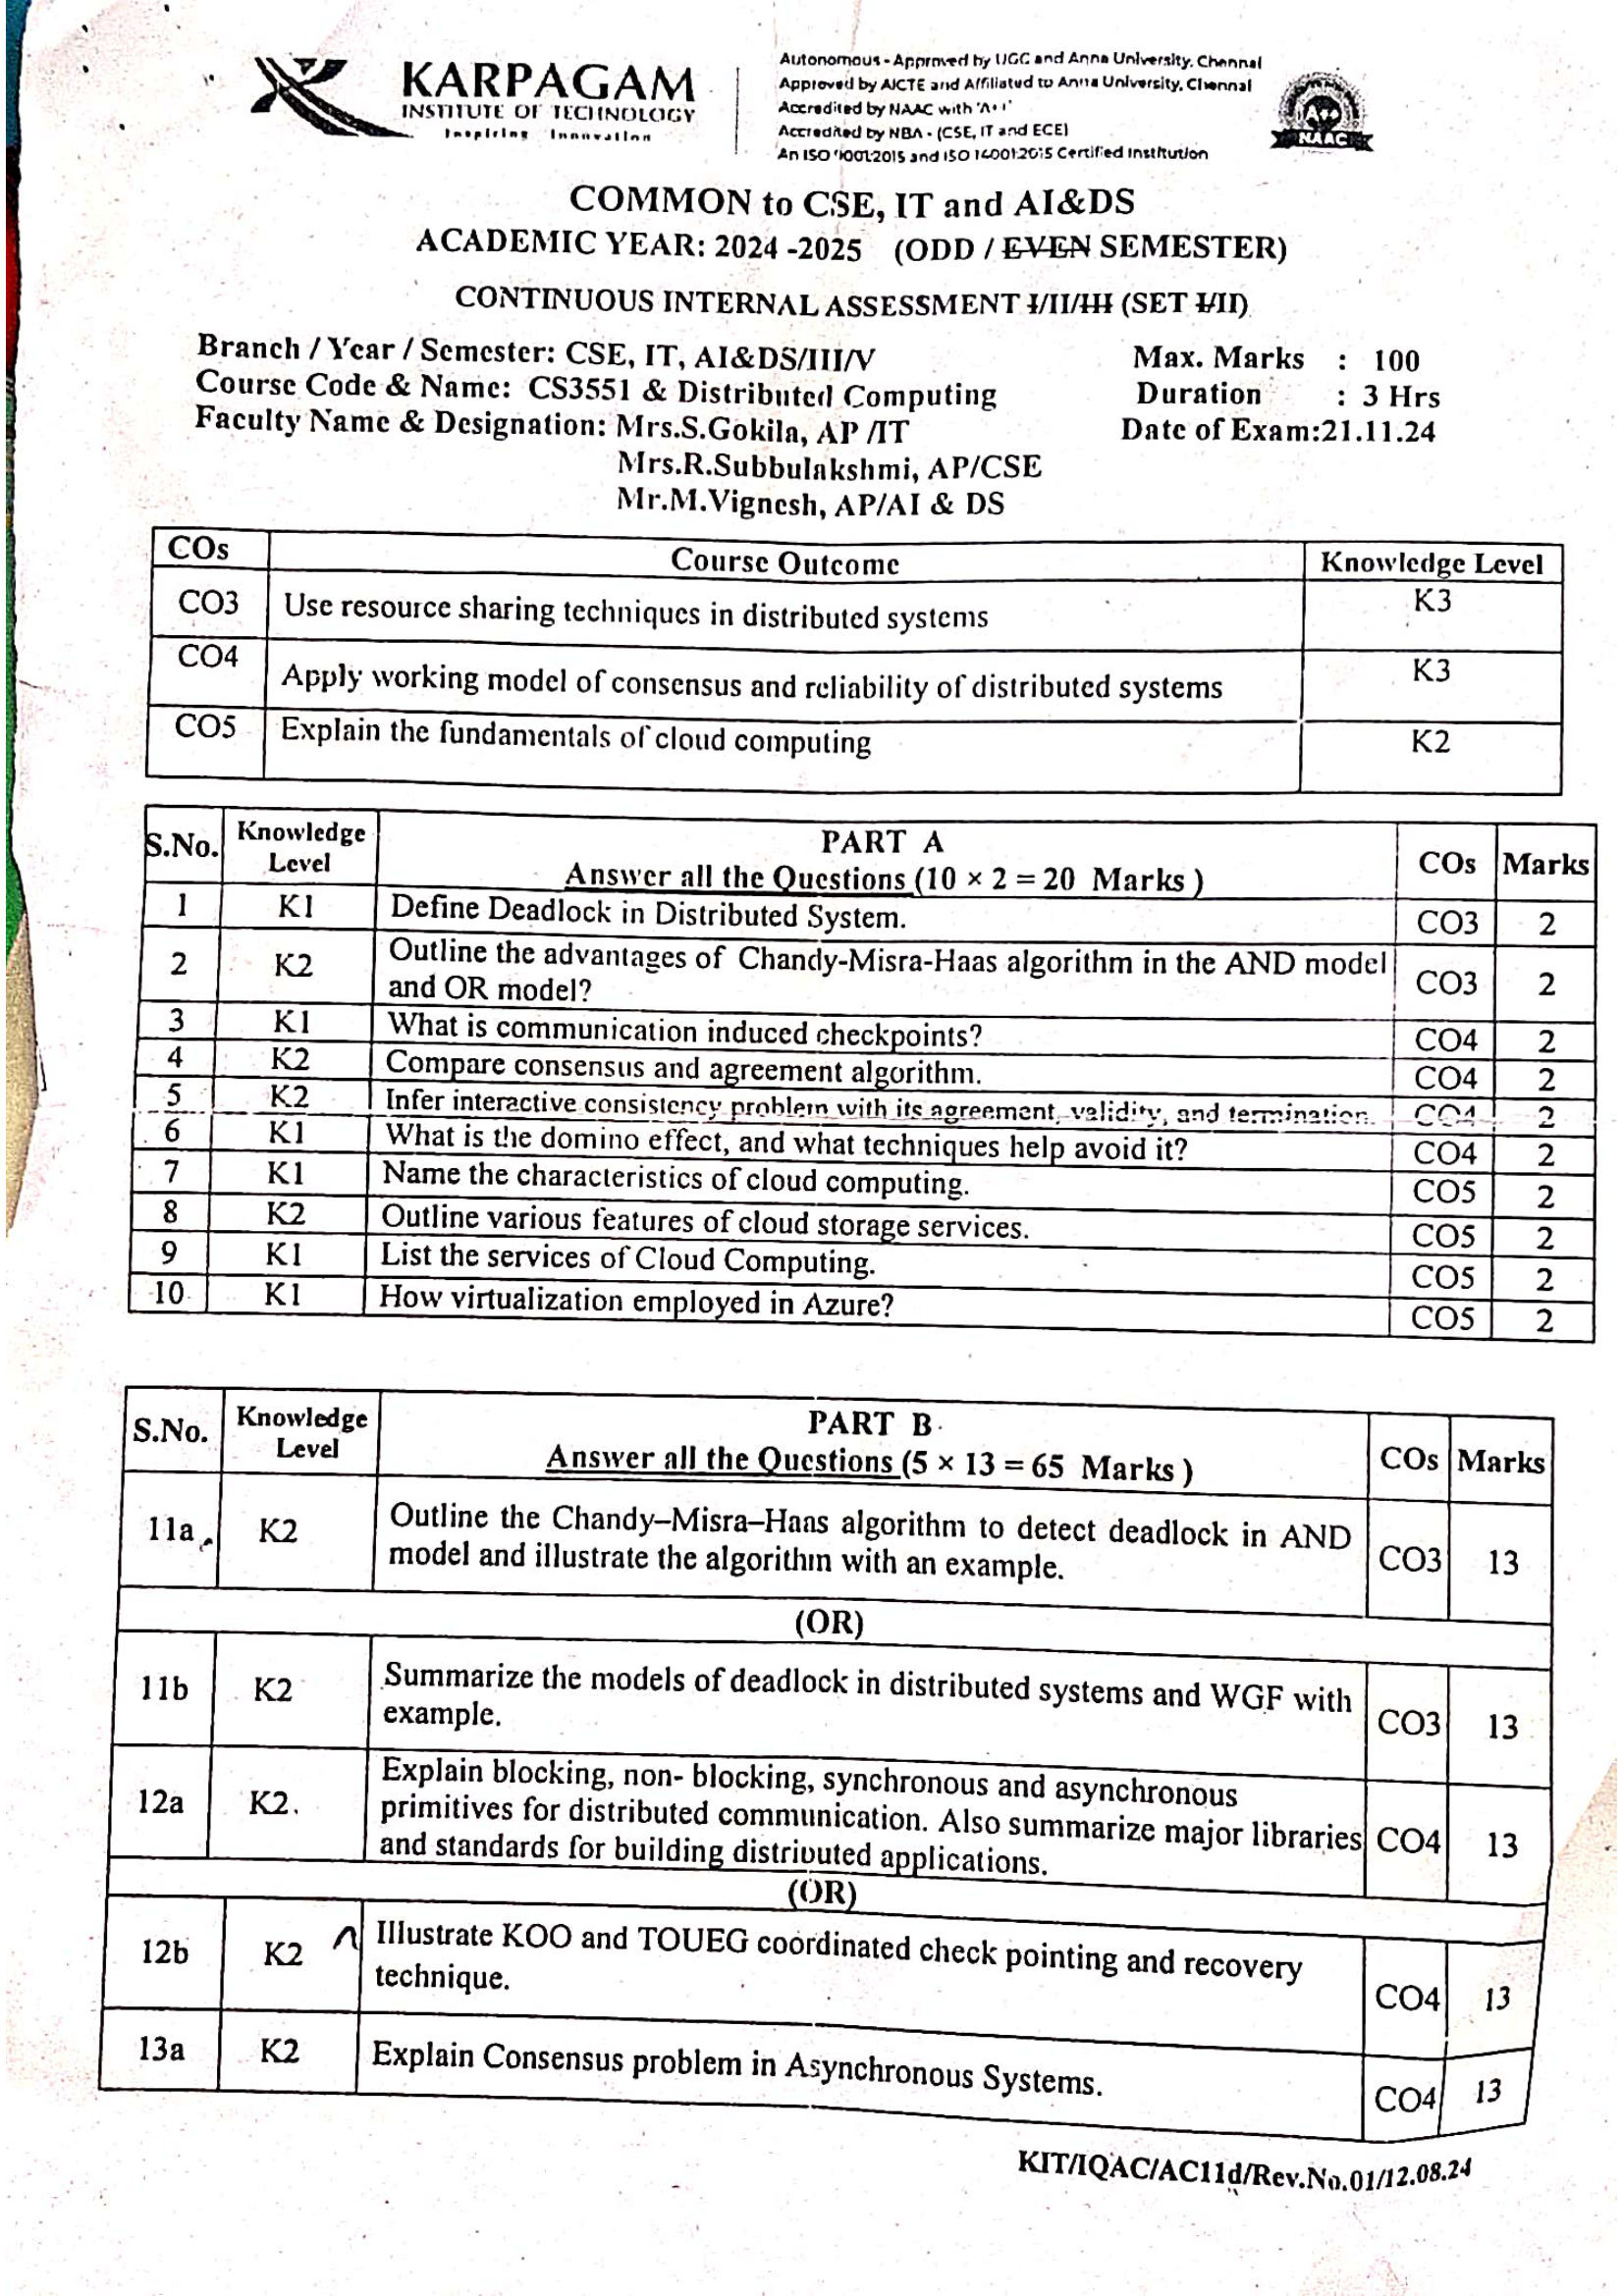 KARPAGAM
INSTITUTE OF TECHNOLOGY
Inspiring Innovation
Autonomous - Approved by UGC and Anna University, Chennai
Approved by AICTE and Affiliated to Anna University, Chennai
Accredited by NAAC with 'A++'
Accredited by NBA - (CSE, IT and ECE)
An ISO 9001:2015 and ISO 14001:2015 Certified Institution
A++
NAAC
COMMON to CSE, IT and AI&DS
ACADEMIC YEAR: 2024 -2025 (ODD / EVEN SEMESTER)
CONTINUOUS INTERNAL ASSESSMENT I/II/III (SET I/II)
Branch / Year / Semester: CSE, IT, AI&DS/III/V Max. Marks : 100
Course Code & Name: CS3551 & Distributed Computing Duration : 3 Hrs
Faculty Name & Designation: Mrs.S.Gokila, AP /IT Date of Exam:21.11.24
Mrs.R.Subbulakshmi, AP/CSE
Mr.M.Vignesh, AP/AI & DS
COs Course Outcome Knowledge Level
CO3 Use resource sharing techniques in distributed systems K3
CO4 Apply working model of consensus and reliability of distributed systems K3
CO5 Explain the fundamentals of cloud computing K2
S.No. Knowledge Level PART A COs Marks
Answer all the Questions (10 × 2 = 20 Marks )
1 K1 Define Deadlock in Distributed System. CO3 2
2 K2 Outline the advantages of Chandy-Misra-Haas algorithm in the AND model
and OR model? CO3 2
3 K1 What is communication induced checkpoints? CO4 2
4 K2 Compare consensus and agreement algorithm. CO4 2
5 K2 Infer interactive consistency problem with its agreement, validity, and termination. CO4 2
6 K1 What is the domino effect, and what techniques help avoid it? CO4 2
7 K1 Name the characteristics of cloud computing. CO5 2
8 K2 Outline various features of cloud storage services. CO5 2
9 K1 List the services of Cloud Computing. CO5 2
10 K1 How virtualization employed in Azure? CO5 2
S.No. Knowledge Level PART B COs Marks
Answer all the Questions (5 × 13 = 65 Marks )
11a K2 Outline the Chandy–Misra–Haas algorithm to detect deadlock in AND
model and illustrate the algorithm with an example. CO3 13
(OR)
11b K2 Summarize the models of deadlock in distributed systems and WGF with
example. CO3 13
12a K2. Explain blocking, non- blocking, synchronous and asynchronous
primitives for distributed communication. Also summarize major libraries
and standards for building distributed applications. CO4 13
(OR)
12b K2 Illustrate KOO and TOUEG coordinated check pointing and recovery
technique. CO4 13
13a K2 Explain Consensus problem in Asynchronous Systems. CO4 13
KIT/IQAC/AC11d/Rev.No.01/12.08.24